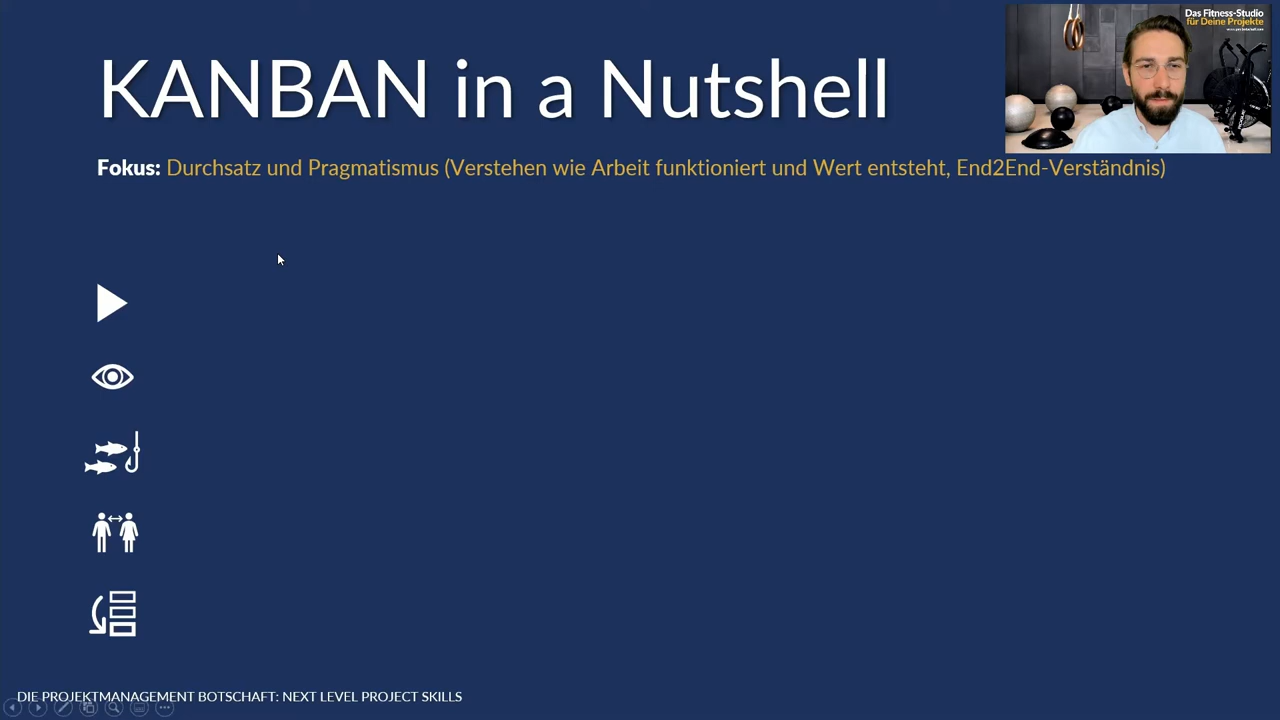 KANBAN in a Nutshell
Das Fitness-Studio
für Deine Projekte
Fokus: Durchsatz und Pragmatismus (Verstehen wie Arbeit funktioniert und Wert entsteht, End2End-Verständnis)
DIE PROJEKTMANAGEMENT BOTSCHAFT: NEXT LEVEL PROJECT SKILLS